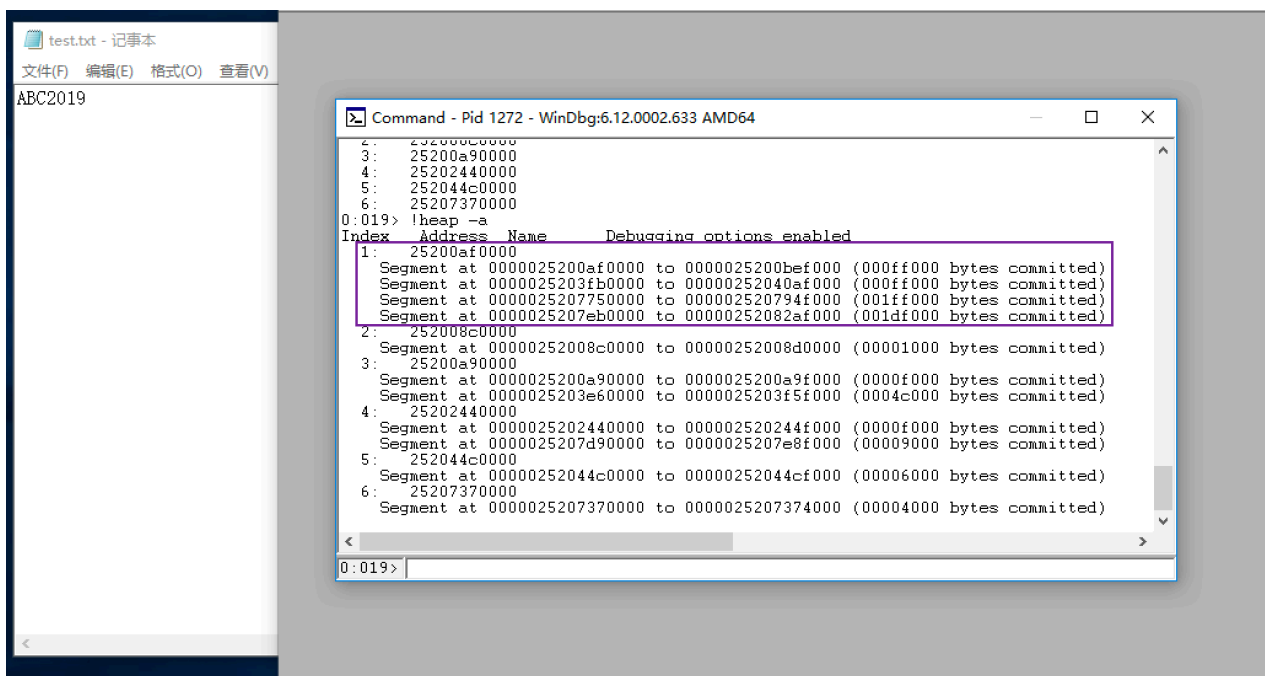 test.txt - 记事本
文件(F) 编辑(E) 格式(O) 查看(V)
ABC2019
Command - Pid 1272 - WinDbg:6.12.0002.633 AMD64
2: 252008c0000
3: 25200a90000
4: 25202440000
5: 252044c0000
6: 25207370000
0:019> !heap -a
Index Address Name Debugging options enabled
1: 25200af0000
Segment at 0000025200af0000 to 0000025200bef000 (000ff000 bytes committed)
Segment at 0000025203fb0000 to 00000252040af000 (000ff000 bytes committed)
Segment at 0000025207750000 to 000002520794f000 (001ff000 bytes committed)
Segment at 0000025207eb0000 to 00000252082af000 (001df000 bytes committed)
2: 252008c0000
Segment at 00000252008c0000 to 00000252008d0000 (00001000 bytes committed)
3: 25200a90000
Segment at 0000025200a90000 to 0000025200a9f000 (0000f000 bytes committed)
Segment at 0000025203e60000 to 0000025203f5f000 (0004c000 bytes committed)
4: 25202440000
Segment at 0000025202440000 to 000002520244f000 (0000f000 bytes committed)
Segment at 0000025207d90000 to 0000025207e8f000 (00009000 bytes committed)
5: 252044c0000
Segment at 00000252044c0000 to 00000252044cf000 (00006000 bytes committed)
6: 25207370000
Segment at 0000025207370000 to 0000025207374000 (00004000 bytes committed)
0:019>